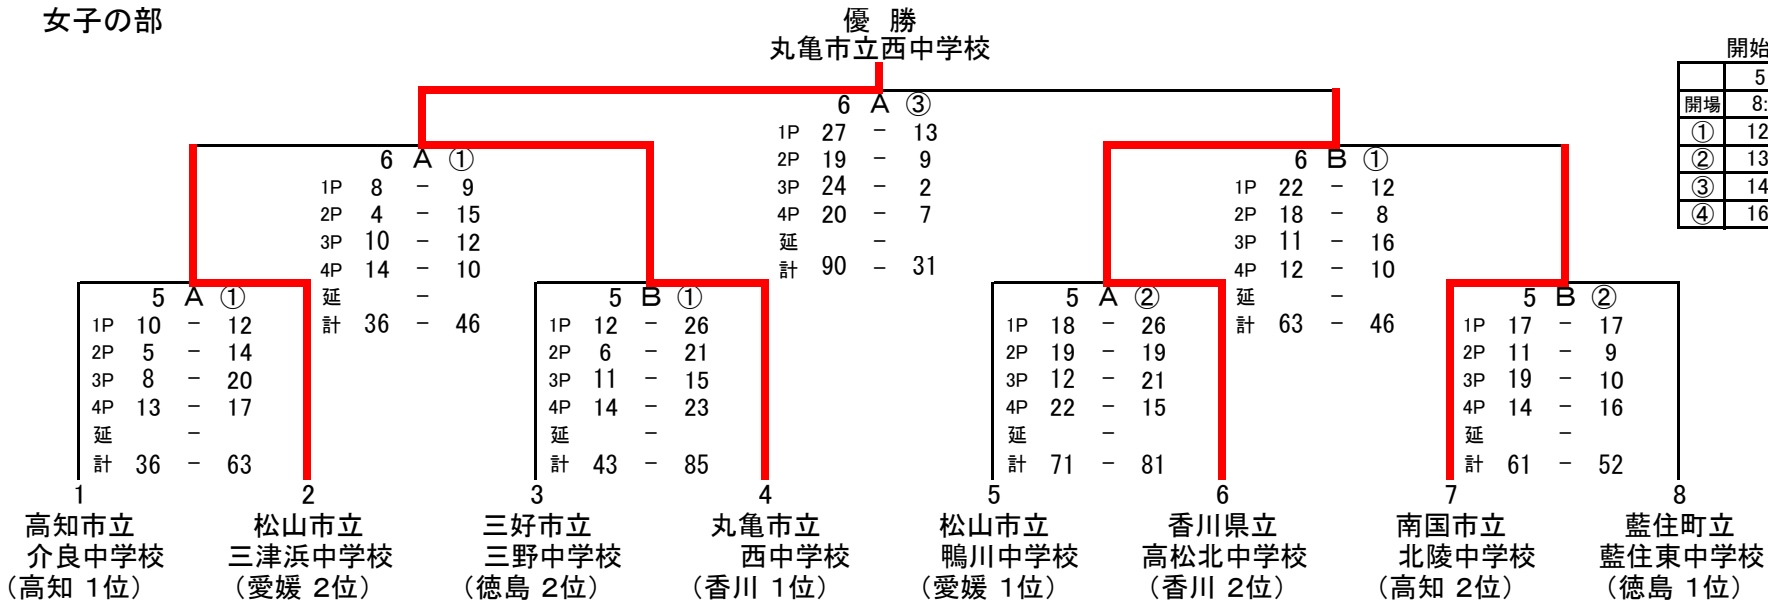 女子の部
優 勝
丸亀市立西中学校
開始
5
開場 8:
① 12
② 13
③ 14
④ 16
6 A ③
1P 27 - 13
2P 19 - 9
3P 24 - 2
4P 20 - 7
延 -
計 90 - 31
6 A ①
1P 8 - 9
2P 4 - 15
3P 10 - 12
4P 14 - 10
延 -
計 36 - 46
6 B ①
1P 22 - 12
2P 18 - 8
3P 11 - 16
4P 12 - 10
延 -
計 63 - 46
5 A ①
1P 10 - 12
2P 5 - 14
3P 8 - 20
4P 13 - 17
延 -
計 36 - 63
5 B ①
1P 12 - 26
2P 6 - 21
3P 11 - 15
4P 14 - 23
延 -
計 43 - 85
5 A ②
1P 18 - 26
2P 19 - 19
3P 12 - 21
4P 22 - 15
延 -
計 71 - 81
5 B ②
1P 17 - 17
2P 11 - 9
3P 19 - 10
4P 14 - 16
延 -
計 61 - 52
1
高知市立
介良中学校
（高知 1位）
2
松山市立
三津浜中学校
（愛媛 2位）
3
三好市立
三野中学校
（徳島 2位）
4
丸亀市立
西中学校
（香川 1位）
5
松山市立
鴨川中学校
（愛媛 1位）
6
香川県立
高松北中学校
（香川 2位）
7
南国市立
北陵中学校
（高知 2位）
8
藍住町立
藍住東中学校
（徳島 1位）